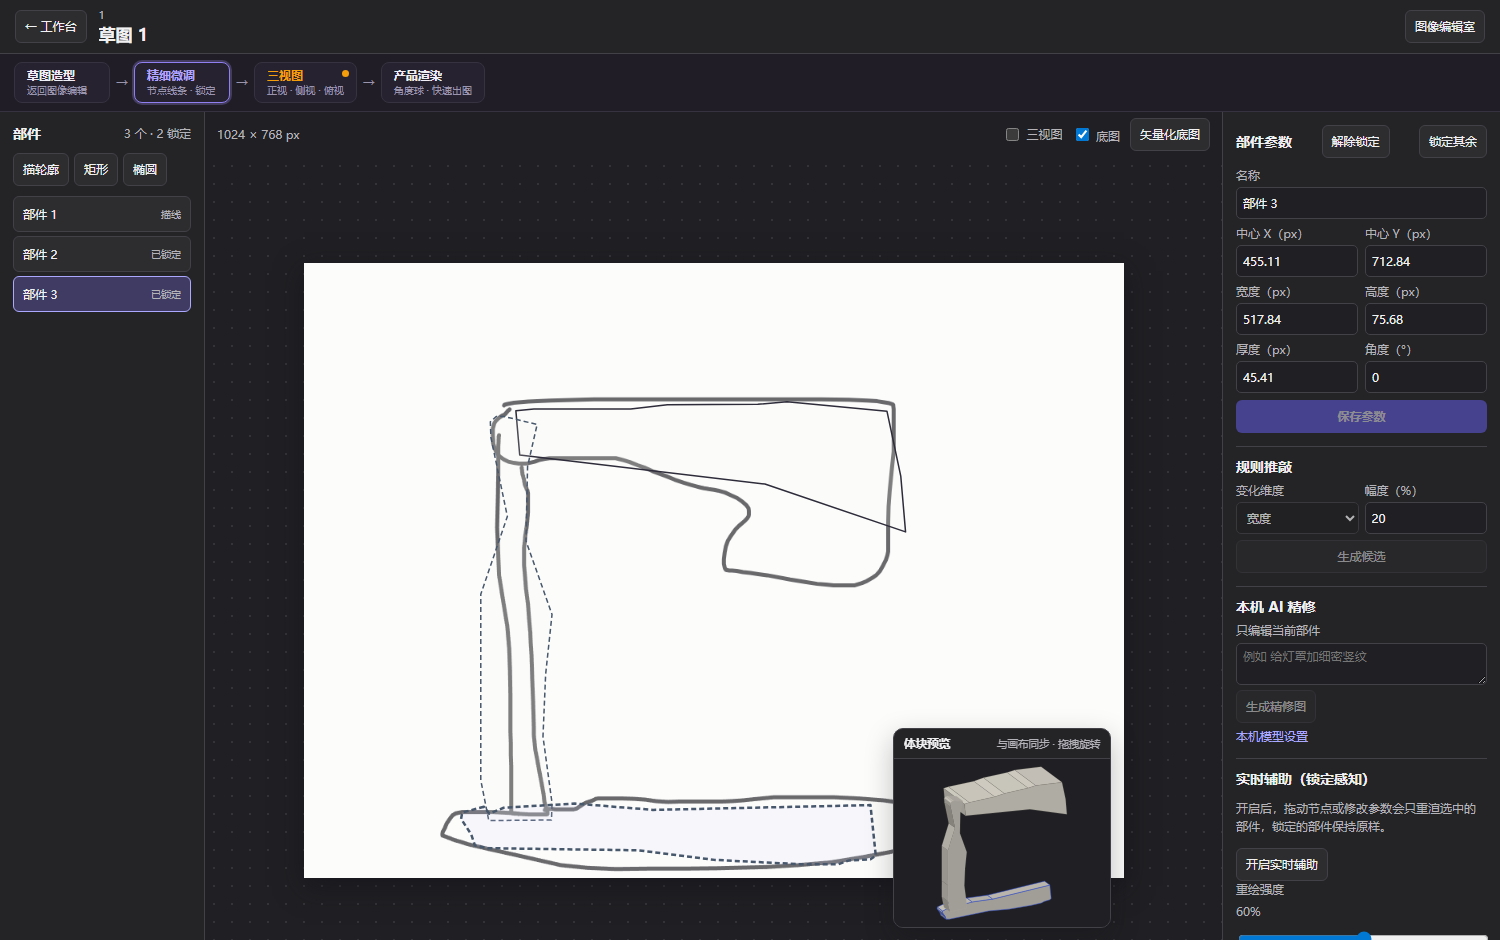 ← 工作台
1
草图 1
图像编辑室
草图造型
返回图像编辑
→
精细微调
节点线条 · 锁定
→
三视图
正视 · 侧视 · 俯视
→
产品渲染
角度球 · 快速出图
部件
3 个 · 2 锁定
描轮廓
矩形
椭圆
部件 1
描线
部件 2
已锁定
部件 3
已锁定
1024 × 768 px
三视图
底图
矢量化底图
体块预览
与画布同步 · 拖拽旋转
部件参数
解除锁定
锁定其余
名称
部件 3
中心 X（px）
中心 Y（px）
455.11
712.84
宽度（px）
高度（px）
517.84
75.68
厚度（px）
角度（°）
45.41
0
保存参数
规则推敲
变化维度
幅度（%）
宽度
20
生成候选
本机 AI 精修
只编辑当前部件
例如 给灯罩加细密竖纹
生成精修图
本机模型设置
实时辅助（锁定感知）
开启后，拖动节点或修改参数会只重渲选中的
部件，锁定的部件保持原样。
开启实时辅助
重绘强度
60%